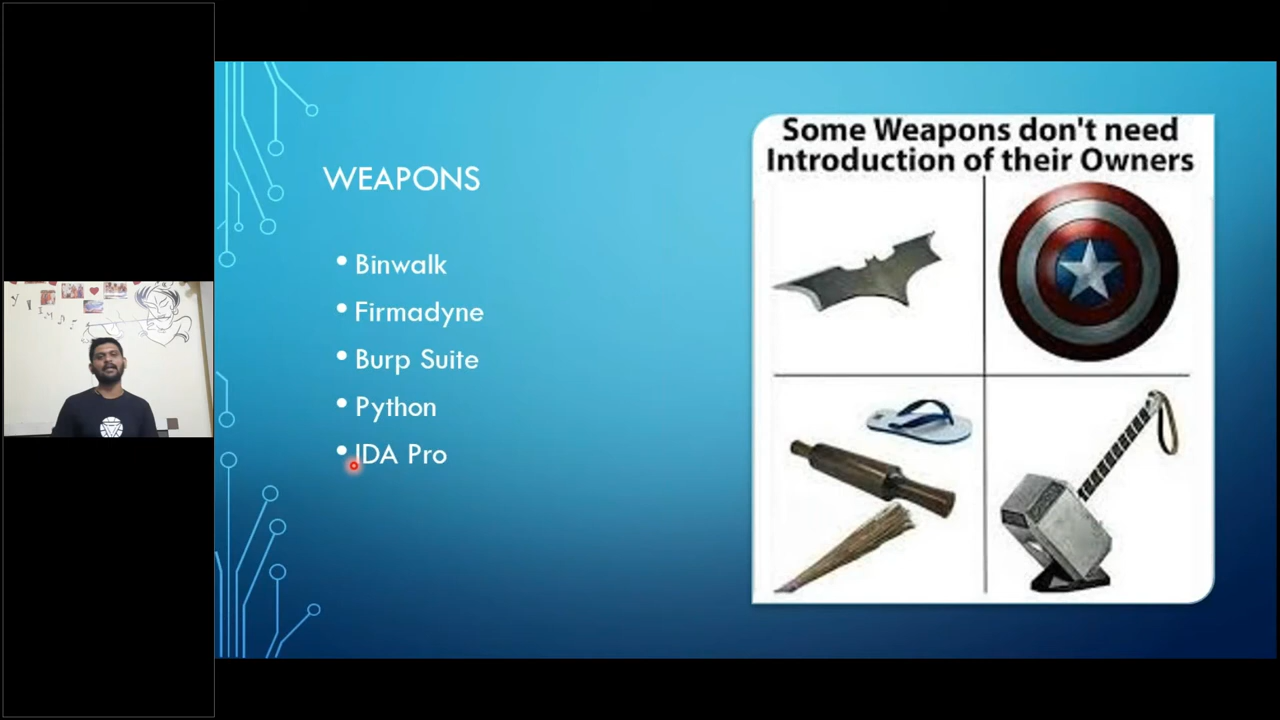 WEAPONS
• Binwalk
• Firmadyne
• Burp Suite
• Python
• IDA Pro
Some Weapons don't need
Introduction of their Owners